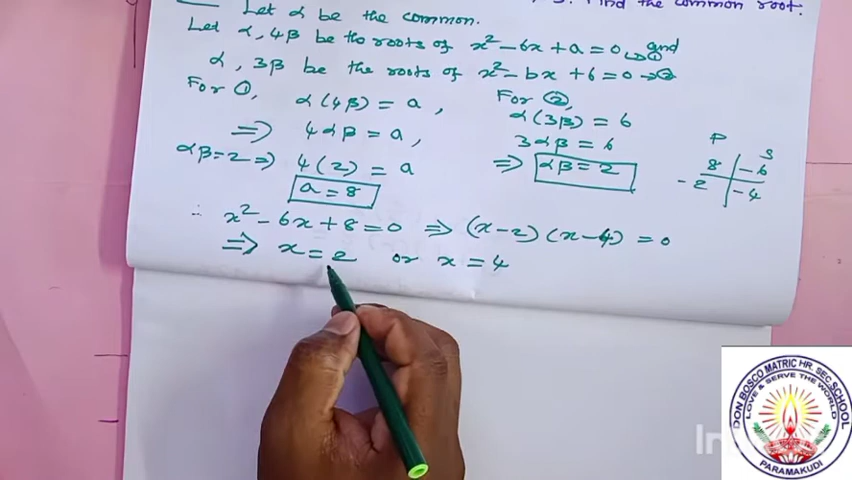 Find the common root.
Let α be the common.
Let α, 4β be the roots of x² - 6x + a = 0 → ① and
α, 3β be the roots of x² - bx + 6 = 0 → ②
For ①, α(4β) = a,
⇒ 4αβ = a,
αβ = 2 ⇒ 4(2) = a
a = 8
For ②,
α(3β) = 6
3αβ = 6
⇒ αβ = 2
P S
8 -6
-2 -4
∴ x² - 6x + 8 = 0 ⇒ (x-2)(x-4) = 0
⇒ x = 2 or x = 4
DON BOSCO MATRIC HR. SEC. SCHOOL
LOVE & SERVE THE WORLD
PARAMAKUDI